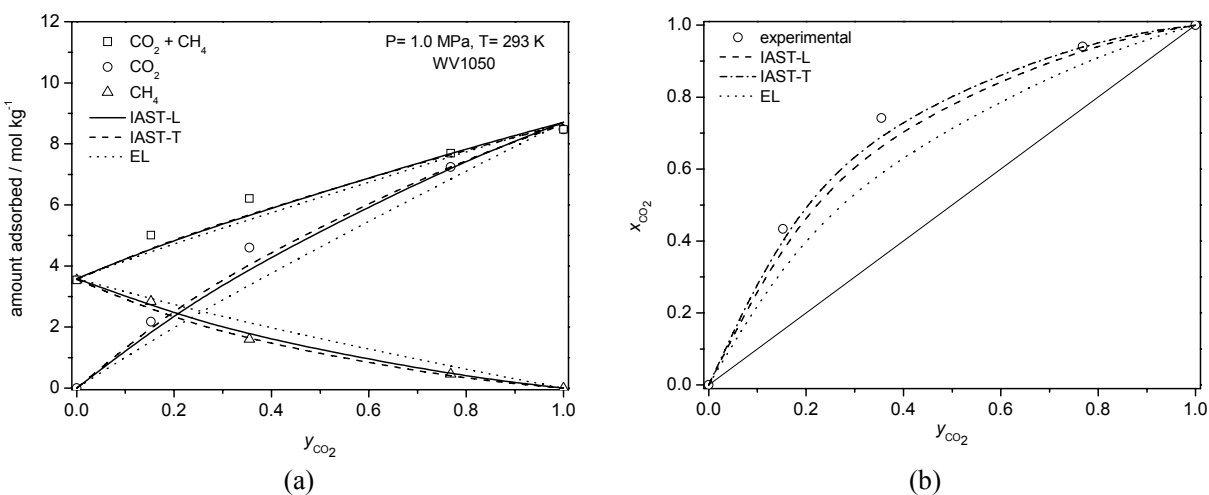 12
10
8
6
4
2
0
0.0 0.2 0.4 0.6 0.8 1.0
amount adsorbed / mol kg⁻¹
y_CO₂
CO₂ + CH₄
CO₂
CH₄
IAST-L
IAST-T
EL
P= 1.0 MPa, T= 293 K
WV1050
(a)
1.0
0.8
0.6
0.4
0.2
0.0
0.0 0.2 0.4 0.6 0.8 1.0
x_CO₂
y_CO₂
experimental
IAST-L
IAST-T
EL
(b)